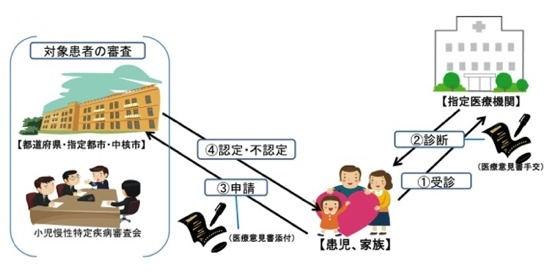 対象患者の審査
【都道府県・指定都市・中核市】
小児慢性特定疾病審査会
④認定・不認定
③申請
(医療意見書添付)
【患児、家族】
【指定医療機関】
②診断
(医療意見書手交)
①受診